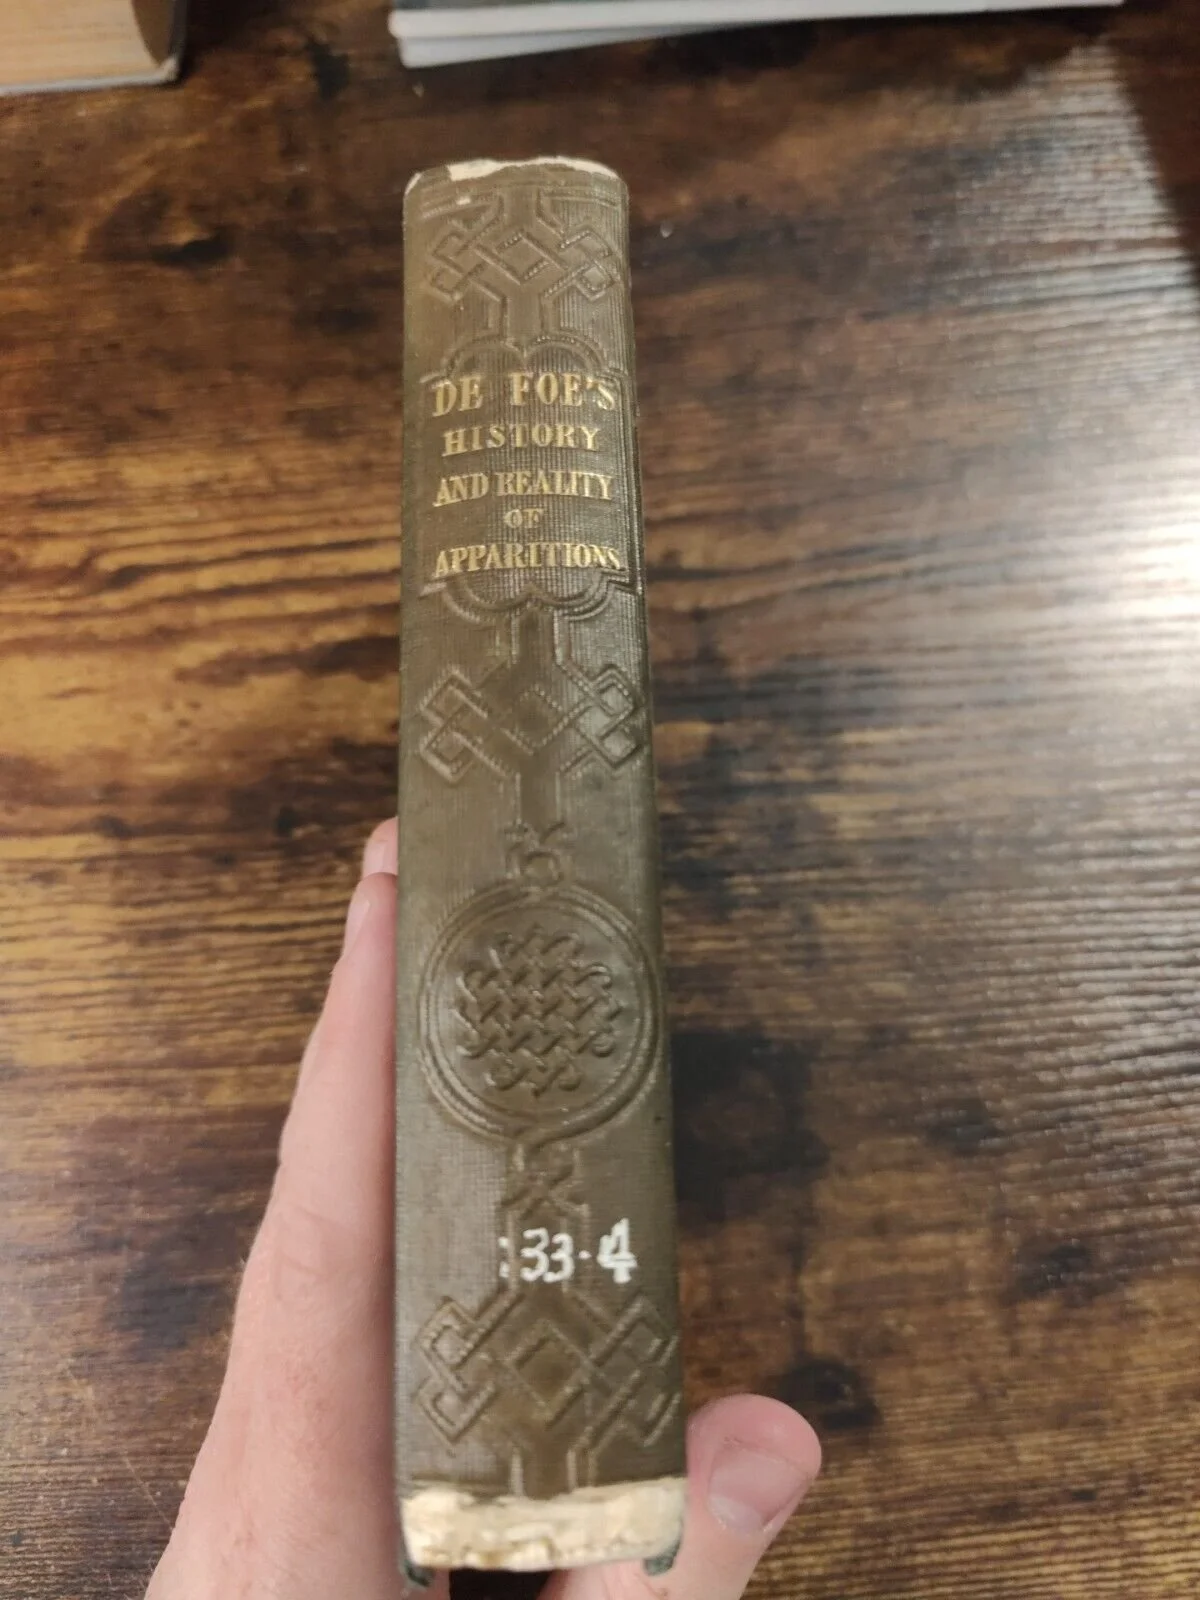 DE FOE'S
HISTORY
AND REALITY
OF
APPARITIONS
133.4